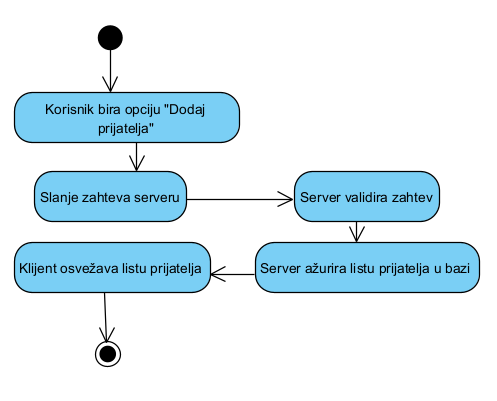 Korisnik bira opciju "Dodaj
prijatelja"
Slanje zahteva serveru
Server validira zahtev
Server ažurira listu prijatelja u bazi
Klijent osvežava listu prijatelja